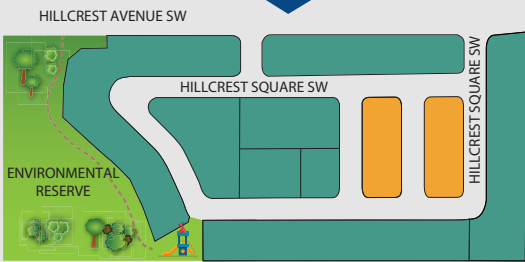 HILLCREST AVENUE SW
HILLCREST SQUARE SW
HILLCREST SQUARE SW
ENVIRONMENTAL
RESERVE